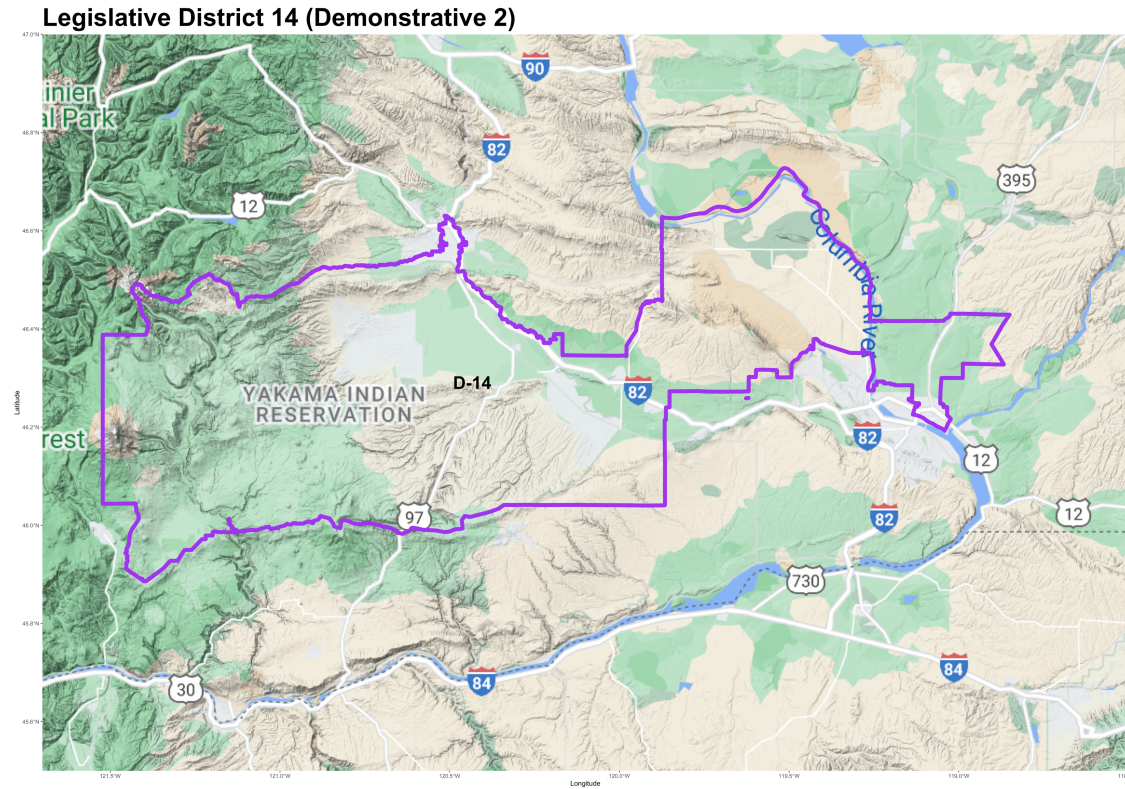 Legislative District 14 (Demonstrative 2)
47.0°N
90
inier
al Park
46.8°N
82
395
12
46.6°N
Columbia River
46.4°N
Latitude
D-14
YAKAMA INDIAN
RESERVATION
82
rest
46.2°N
82
12
97
82
12
46.0°N
730
45.8°N
30
84
84
45.6°N
121.5°W
121.0°W
120.5°W
120.0°W
119.5°W
119.0°W
Longitude